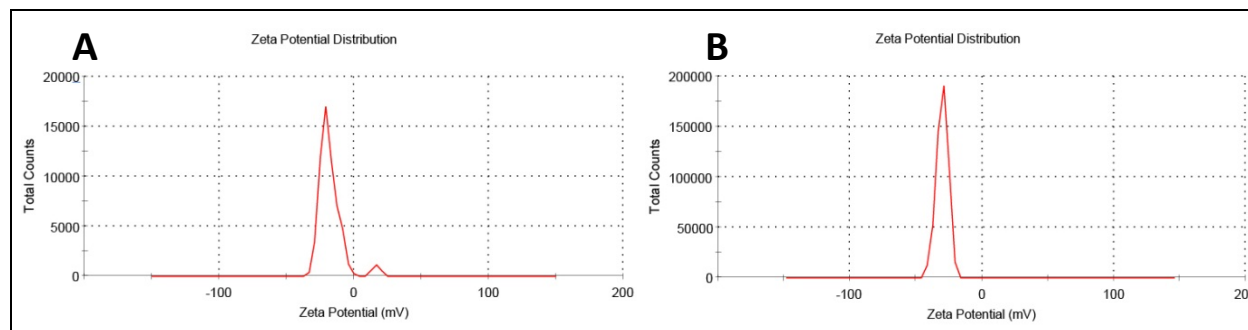 A
Zeta Potential Distribution
20000
15000
10000
5000
0
Total Counts
-100
0
100
200
Zeta Potential (mV)
B
Zeta Potential Distribution
200000
150000
100000
50000
0
Total Counts
-100
0
100
200
Zeta Potential (mV)